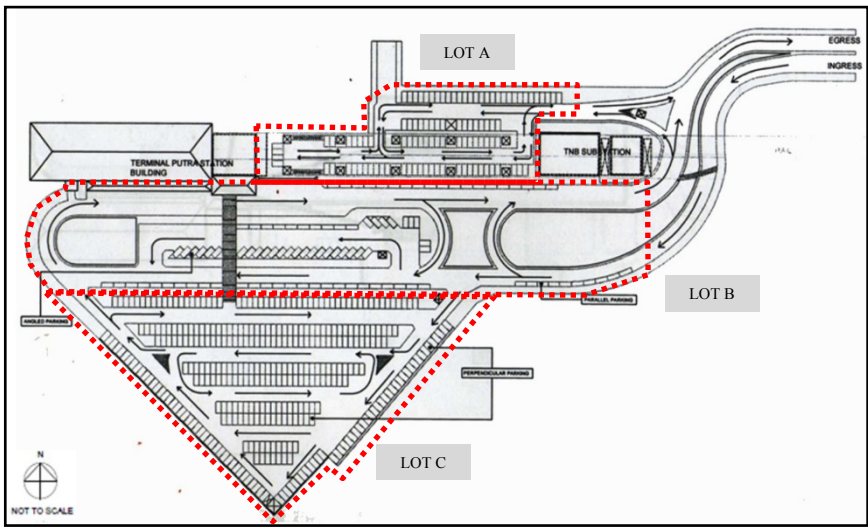 LOT A
EGRESS
INGRESS
TERMINAL PUTRA STATION
BUILDING
TNB SUBSTATION
LOT B
PARALLEL PARKING
ANGLED PARKING
PERPENDICULAR PARKING
LOT C
N
NOT TO SCALE